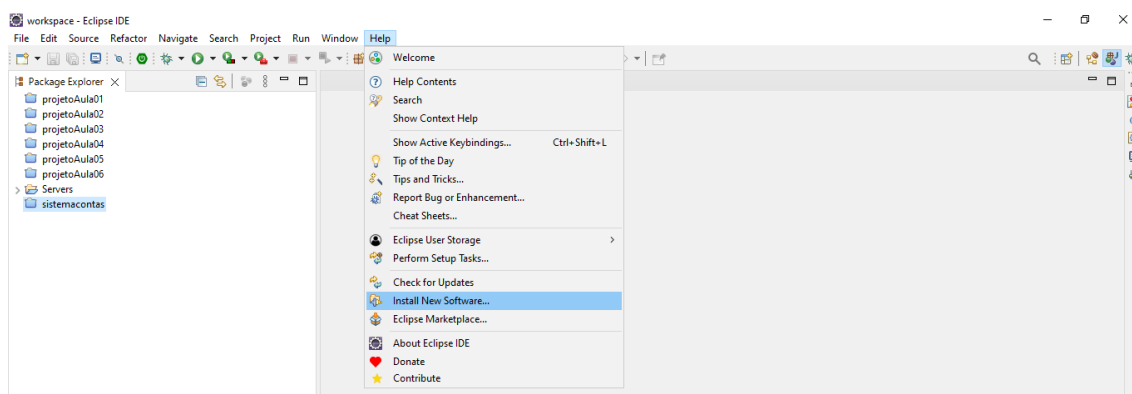 workspace - Eclipse IDE
File Edit Source Refactor Navigate Search Project Run Window Help
Package Explorer
projetoAula01
projetoAula02
projetoAula03
projetoAula04
projetoAula05
projetoAula06
Servers
sistemacontas
Welcome
Help Contents
Search
Show Context Help
Show Active Keybindings... Ctrl+Shift+L
Tip of the Day
Tips and Tricks...
Report Bug or Enhancement...
Cheat Sheets...
Eclipse User Storage
Perform Setup Tasks...
Check for Updates
Install New Software...
Eclipse Marketplace...
About Eclipse IDE
Donate
Contribute